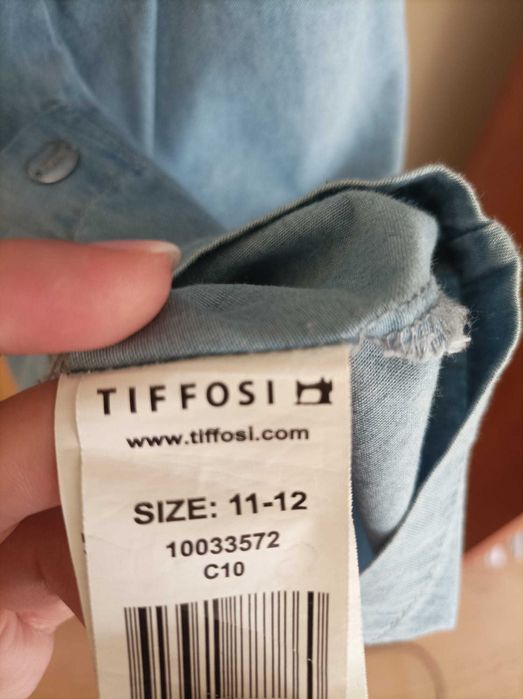 TIFFOSI
www.tiffosi.com
SIZE: 11-12
10033572
C10